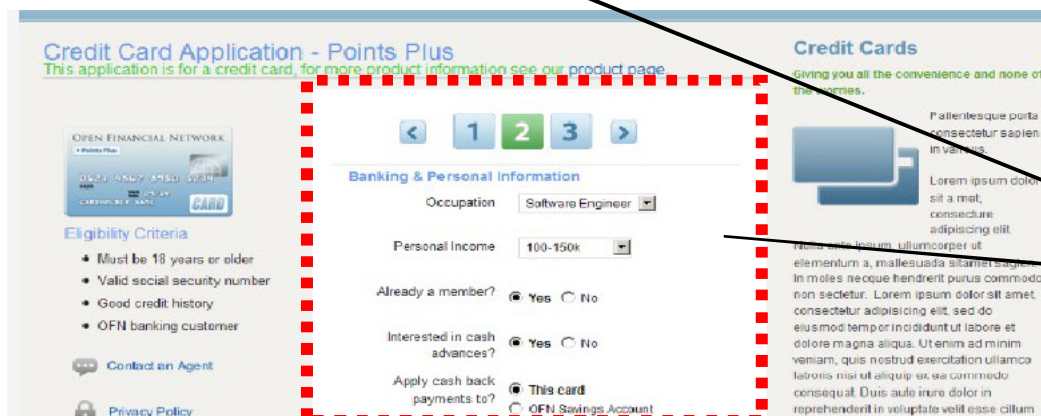 Credit Card Application - Points Plus
This application is for a credit card, for more product information see our product page.
OPEN FINANCIAL NETWORK
+ Points Plus
CARD
Eligibility Criteria
Must be 18 years or older
Valid social security number
Good credit history
OFN banking customer
Contact an Agent
Privacy Policy
1 2 3
Banking & Personal Information
Occupation Software Engineer
Personal Income 100-150k
Already a member? Yes No
Interested in cash advances? Yes No
Apply cash back payments to? This card
OFN Savings Account
Credit Cards
Giving you all the convenience and none of
the worries.
Pallentesque porta
consectetur sapien
in
Lorem ipsum dolor
sit a met,
consecture
adipiscing elit
Nulla ante ipsum, ullumcorper ut
elementum a, mallesuada sitamet
In moles necque hendrerit purus commodo
non sectetur. Lorem ipsum dolor sit amet,
consectetur adipisicing elit, sed do
eiusmod tempor incididunt ut labore et
dolore magna aliqua. Ut enim ad minim
veniam, quis nostrud exercitation ullamco
laboris nisi ut aliquip ex ea commodo
consequat. Duis aute irure dolor in
reprehenderit in voluptate velit esse cillum